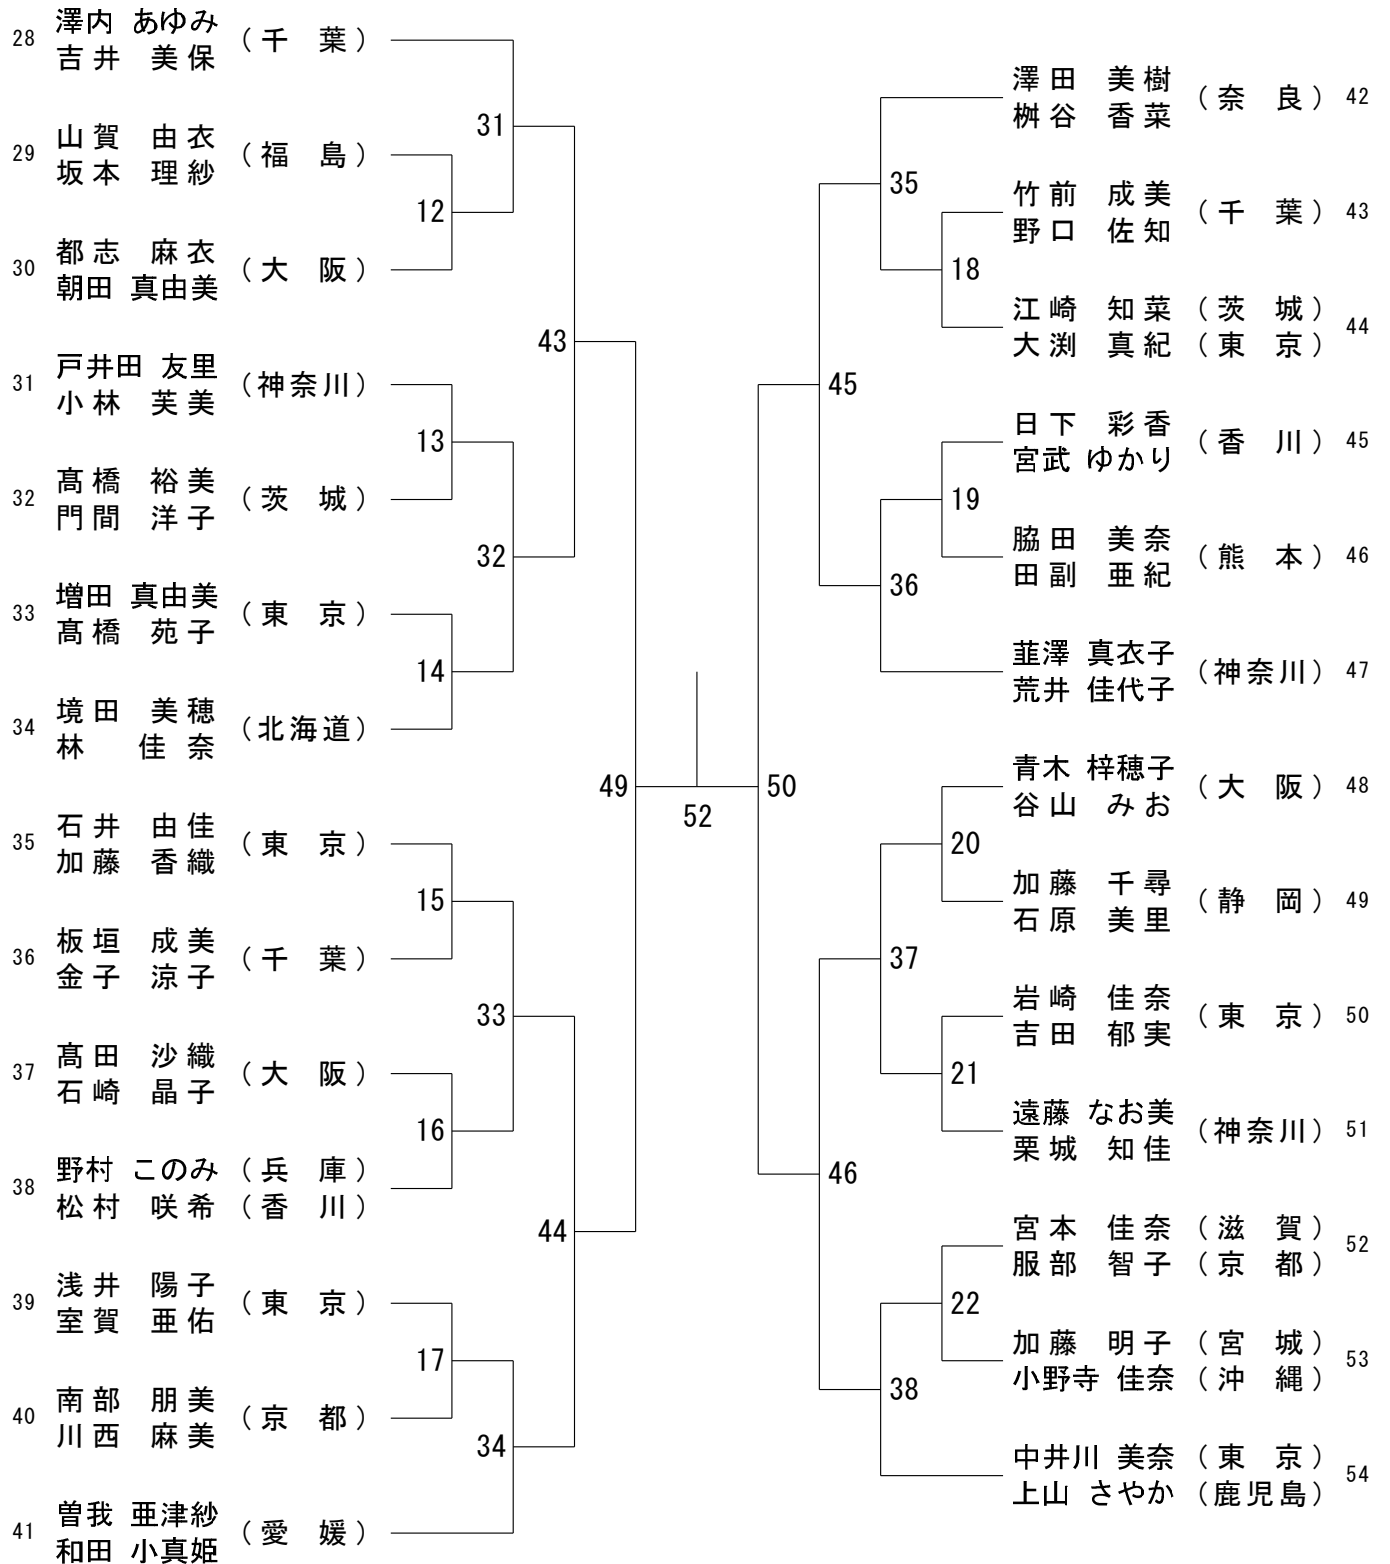 28 澤内 あゆみ (千 葉)
吉井 美保
31
29 山賀 由衣 (福 島)
坂本 理紗
12
30 都志 麻衣 (大 阪)
朝田 真由美
43
31 戸井田 友里 (神奈川)
小林 芙美
13
32 髙橋 裕美 (茨 城)
門間 洋子
32
33 増田 真由美 (東 京)
髙橋 苑子
14
34 境田 美穂 (北海道)
林 佳奈
49
52
35 石井 由佳 (東 京)
加藤 香織
15
36 板垣 成美 (千 葉)
金子 涼子
33
37 髙田 沙織 (大 阪)
石崎 晶子
16
38 野村 このみ (兵 庫)
松村 咲希 (香 川)
44
39 浅井 陽子 (東 京)
室賀 亜佑
17
40 南部 朋美 (京 都)
川西 麻美
34
41 曽我 亜津紗 (愛 媛)
和田 小真姫
澤田 美樹 (奈 良) 42
桝谷 香菜
35
竹前 成美 (千 葉) 43
野口 佐知
18
江崎 知菜 (茨 城) 44
大渕 真紀 (東 京)
45
日下 彩香 (香 川) 45
宮武 ゆかり
19
脇田 美奈 (熊 本) 46
田副 亜紀
36
韮澤 真衣子 (神奈川) 47
荒井 佳代子
50
青木 梓穂子 (大 阪) 48
谷山 みお
20
加藤 千尋 (静 岡) 49
石原 美里
37
岩崎 佳奈 (東 京) 50
吉田 郁実
21
遠藤 なお美 (神奈川) 51
栗城 知佳
46
宮本 佳奈 (滋 賀) 52
服部 智子 (京 都)
22
加藤 明子 (宮 城) 53
小野寺 佳奈 (沖 縄)
38
中井川 美奈 (東 京) 54
上山 さやか (鹿児島)